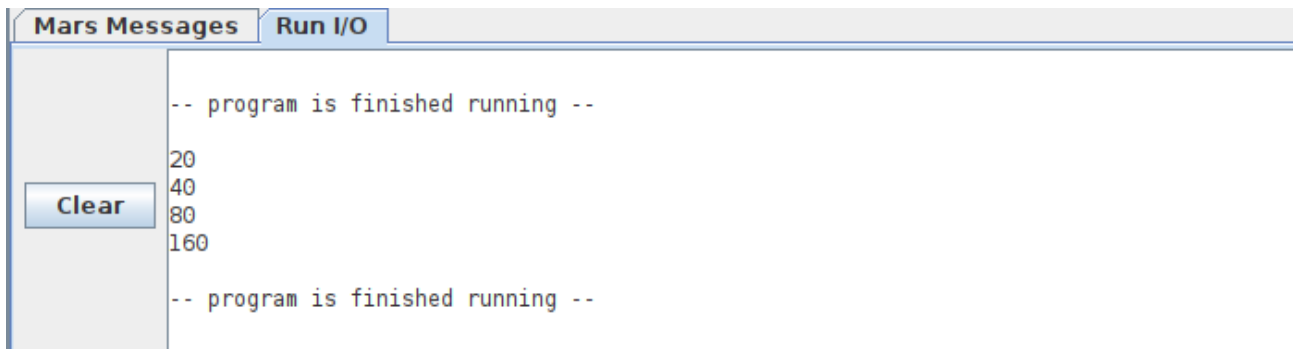 Mars Messages Run I/O
-- program is finished running --
20
40
Clear
80
160
-- program is finished running --